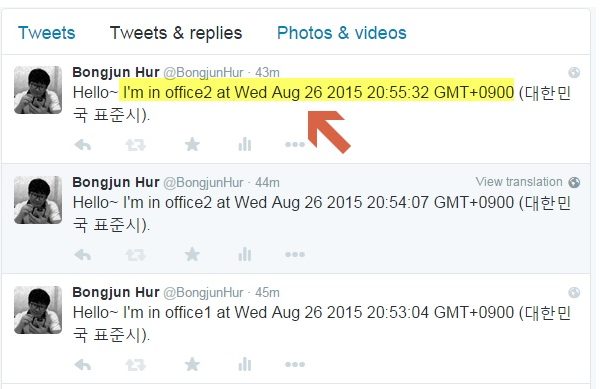 Tweets Tweets & replies Photos & videos
Bongjun Hur @BongjunHur · 43m
Hello~ I'm in office2 at Wed Aug 26 2015 20:55:32 GMT+0900 (대한민
국 표준시).
Bongjun Hur @BongjunHur · 44m View translation
Hello~ I'm in office2 at Wed Aug 26 2015 20:54:07 GMT+0900 (대한민
국 표준시).
Bongjun Hur @BongjunHur · 45m
Hello~ I'm in office1 at Wed Aug 26 2015 20:53:04 GMT+0900 (대한민
국 표준시).